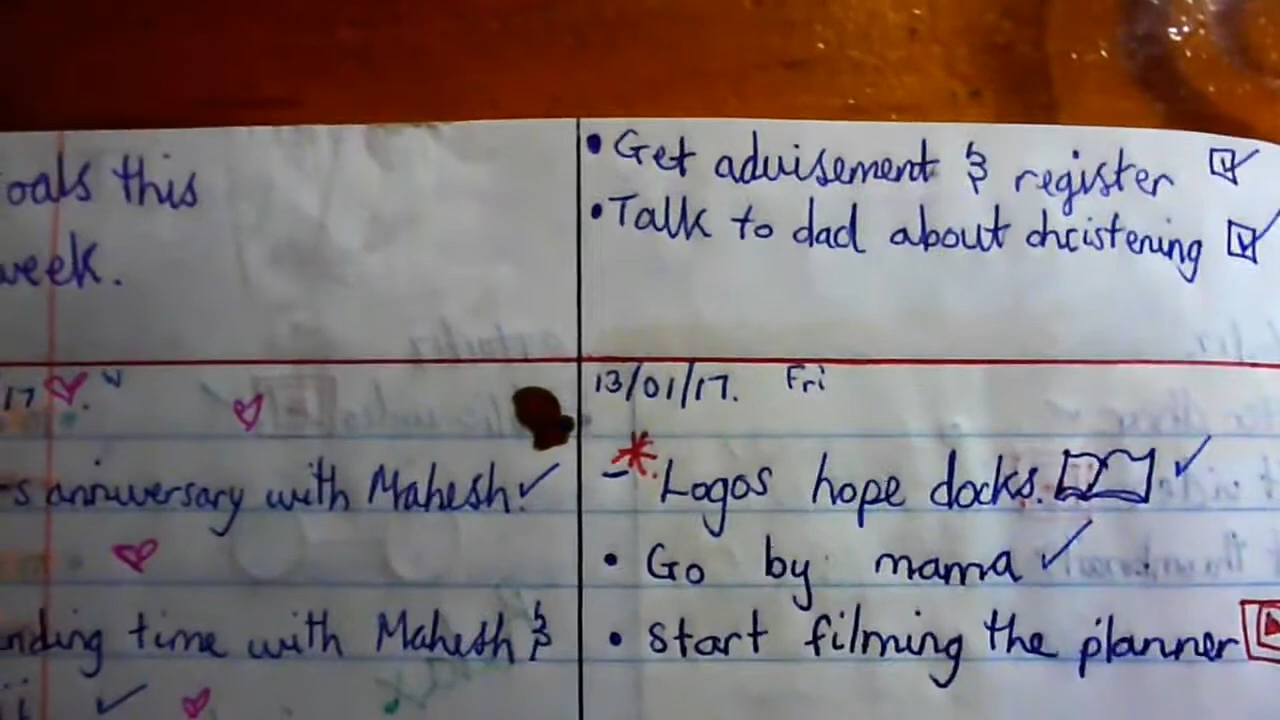 oals this
week.
• Get advisement & register
• Talk to dad about christening
17
s anniversary with Mahesh
nding time with Mahesh &
13/01/17. Fri
- * Logos hope docks.
• Go by mama
• start filming the planner